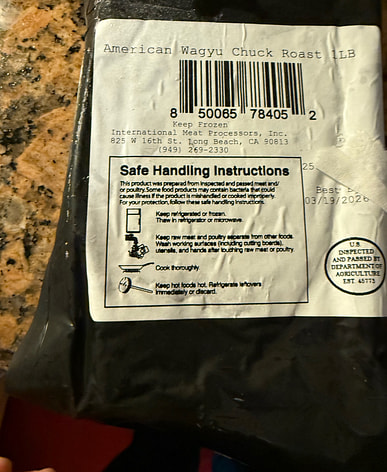 American Wagyu Chuck Roast 1LB
8 50065 78405 2
Keep Frozen
International Meat Processors, Inc.
825 W 16th St. Long Beach, CA 90813
(949) 269-2330
Safe Handling Instructions
This product was prepared from inspected and passed meat and/
or poultry. Some food products may contain bacteria that could
cause illness if the product is mishandled or cooked improperly.
For your protection, follow these safe handling instructions.
Keep refrigerated or frozen.
Thaw in refrigerator or microwave.
Keep raw meat and poultry separate from other foods.
Wash working surfaces (including cutting boards),
utensils, and hands after touching raw meat or poultry.
Cook thoroughly.
Keep hot foods hot. Refrigerate leftovers
immediately or discard.
25
Best
03/19/2026
U.S.
INSPECTED
AND PASSED BY
DEPARTMENT OF
AGRICULTURE
EST. 45773